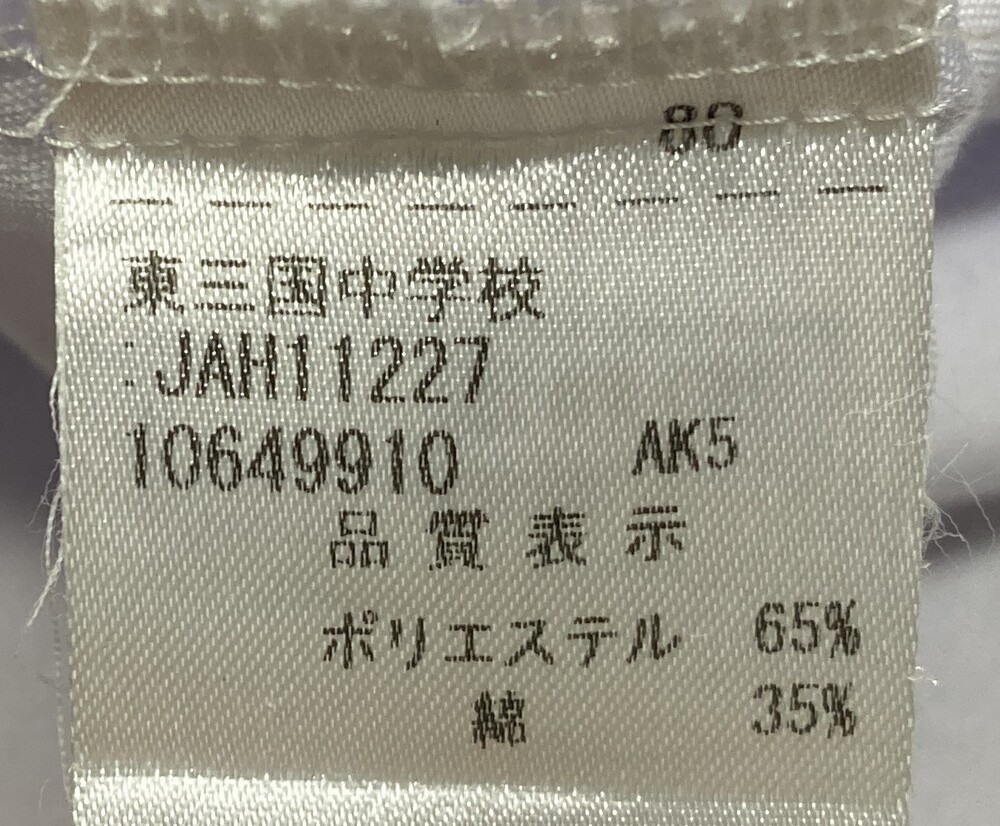 80
東三国中学校
:JAH11227
10649910 AK5
品質表示
ポリエステル 65%
綿 35%